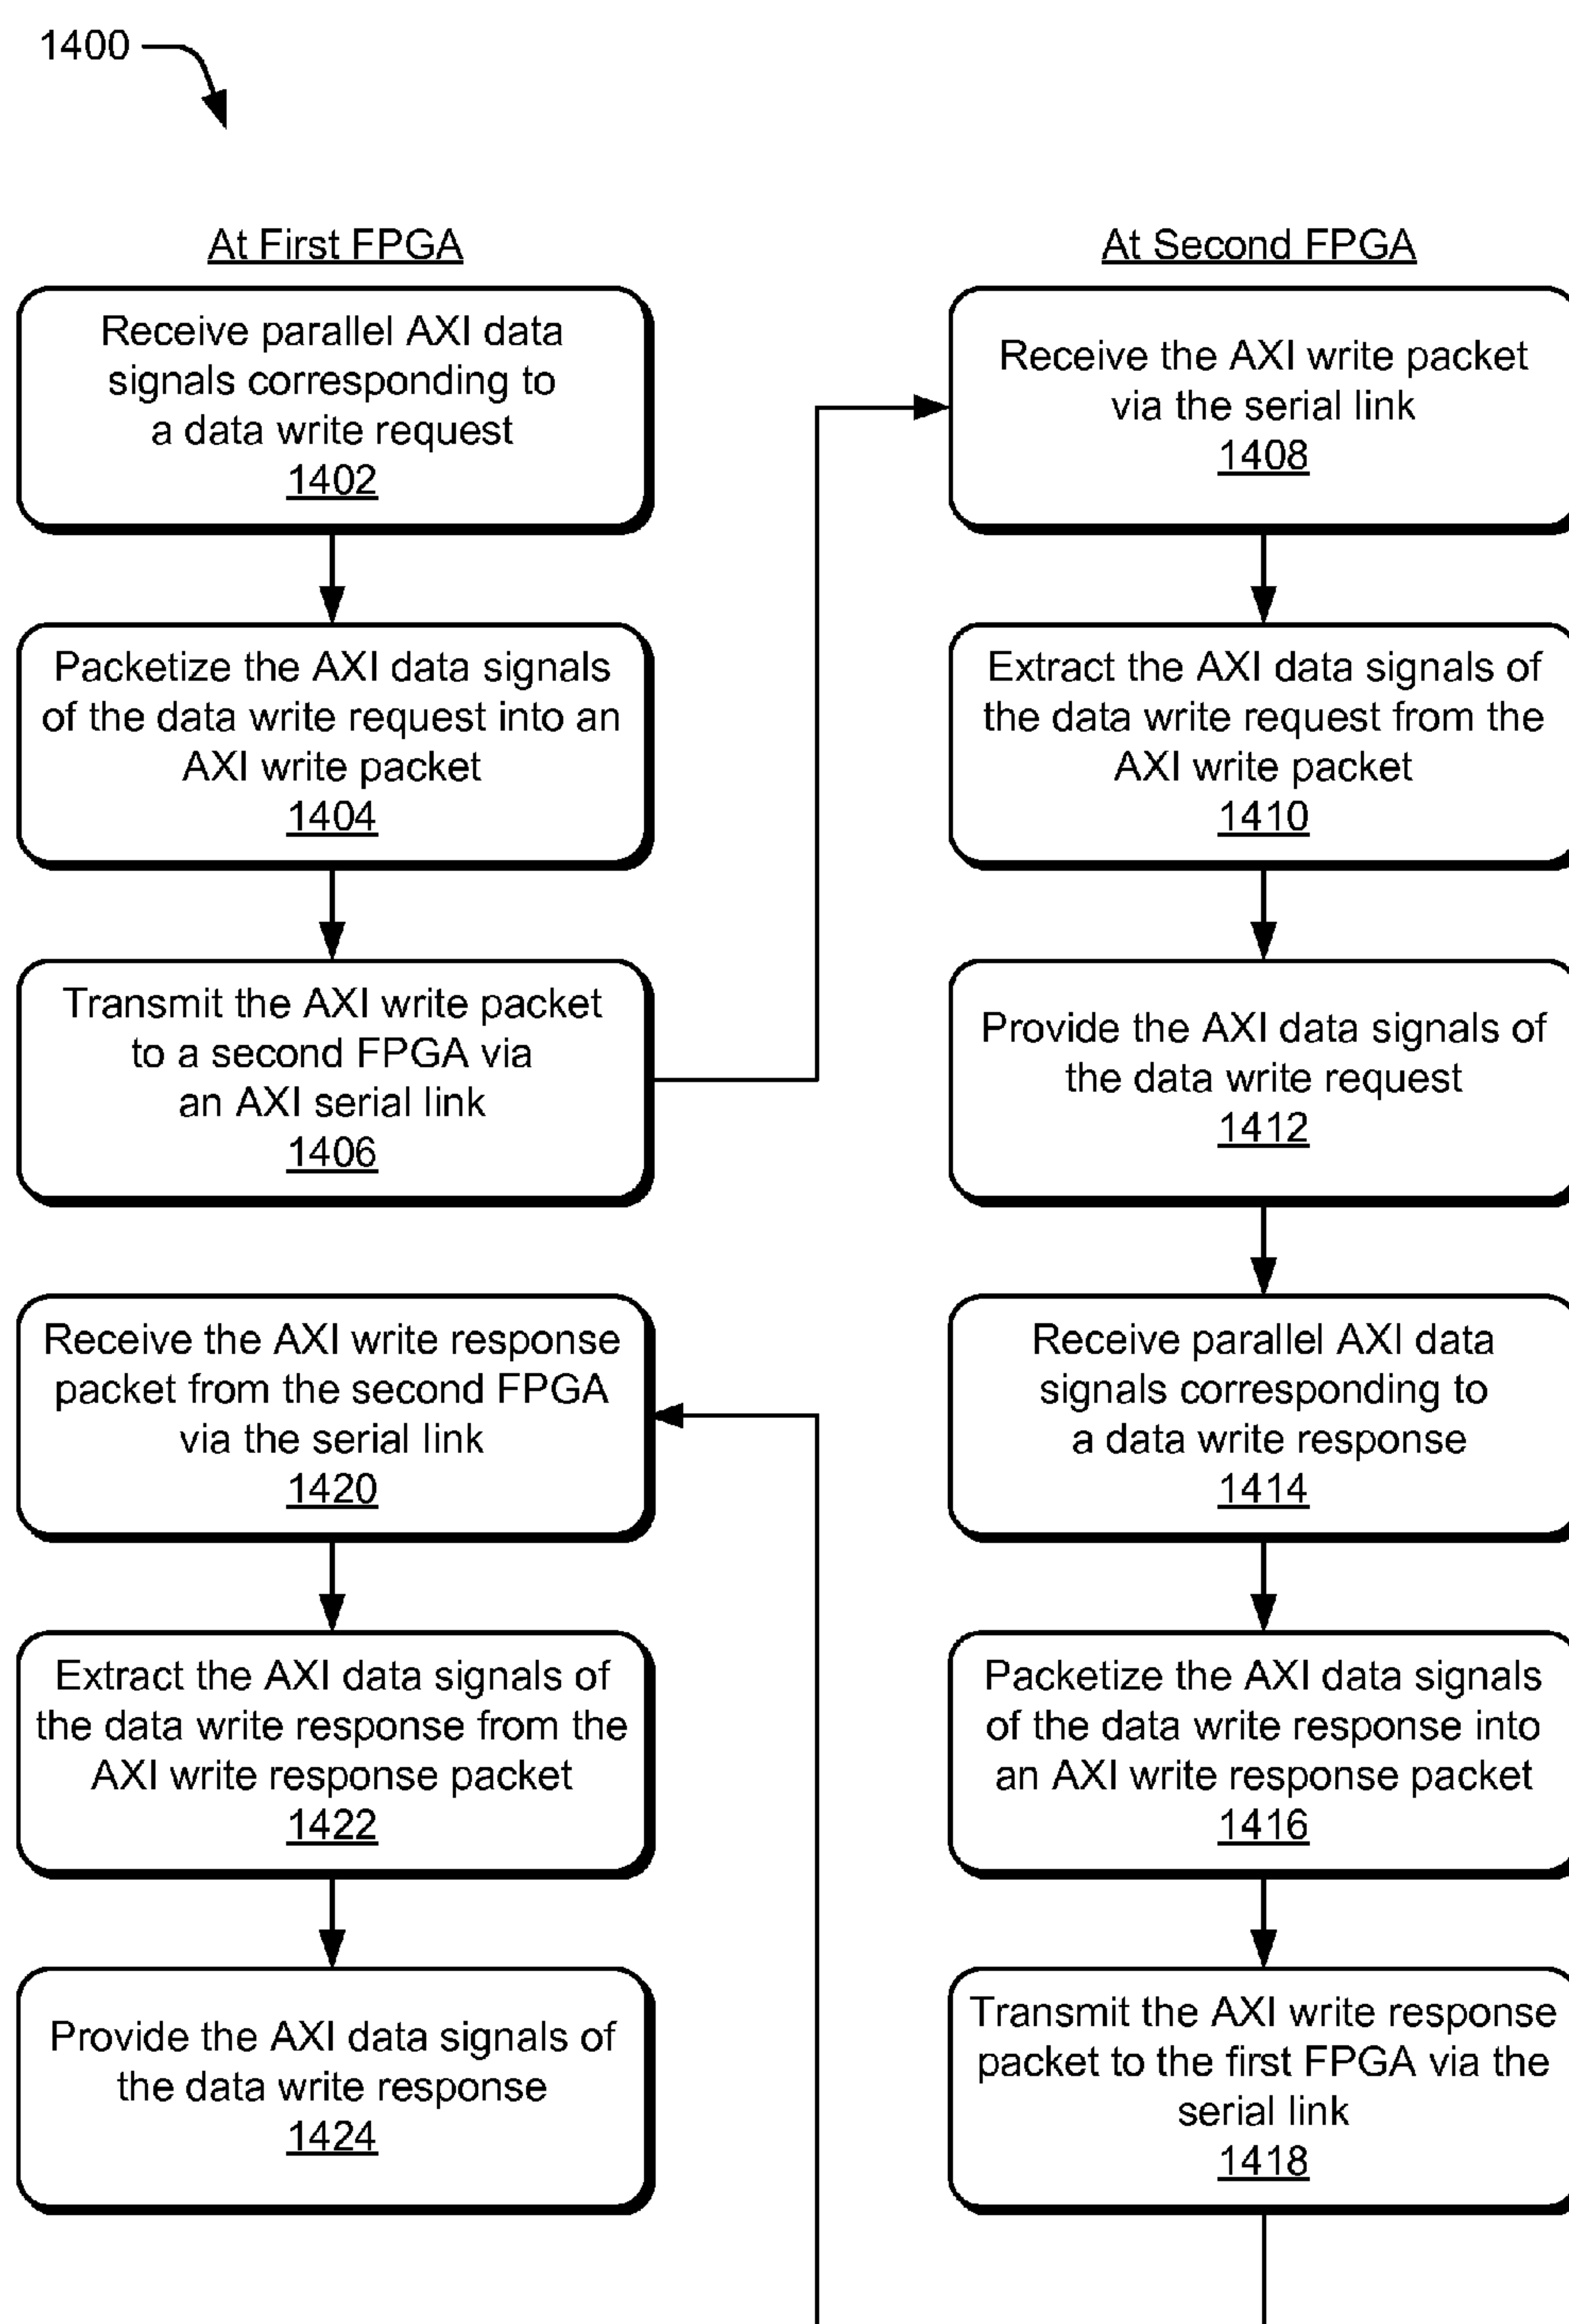 1400
At First FPGA
Receive parallel AXI data
signals corresponding to
a data write request
1402
Packetize the AXI data signals
of the data write request into an
AXI write packet
1404
Transmit the AXI write packet
to a second FPGA via
an AXI serial link
1406
Receive the AXI write response
packet from the second FPGA
via the serial link
1420
Extract the AXI data signals of
the data write response from the
AXI write response packet
1422
Provide the AXI data signals of
the data write response
1424
At Second FPGA
Receive the AXI write packet
via the serial link
1408
Extract the AXI data signals of
the data write request from the
AXI write packet
1410
Provide the AXI data signals of
the data write request
1412
Receive parallel AXI data
signals corresponding to
a data write response
1414
Packetize the AXI data signals
of the data write response into
an AXI write response packet
1416
Transmit the AXI write response
packet to the first FPGA via the
serial link
1418